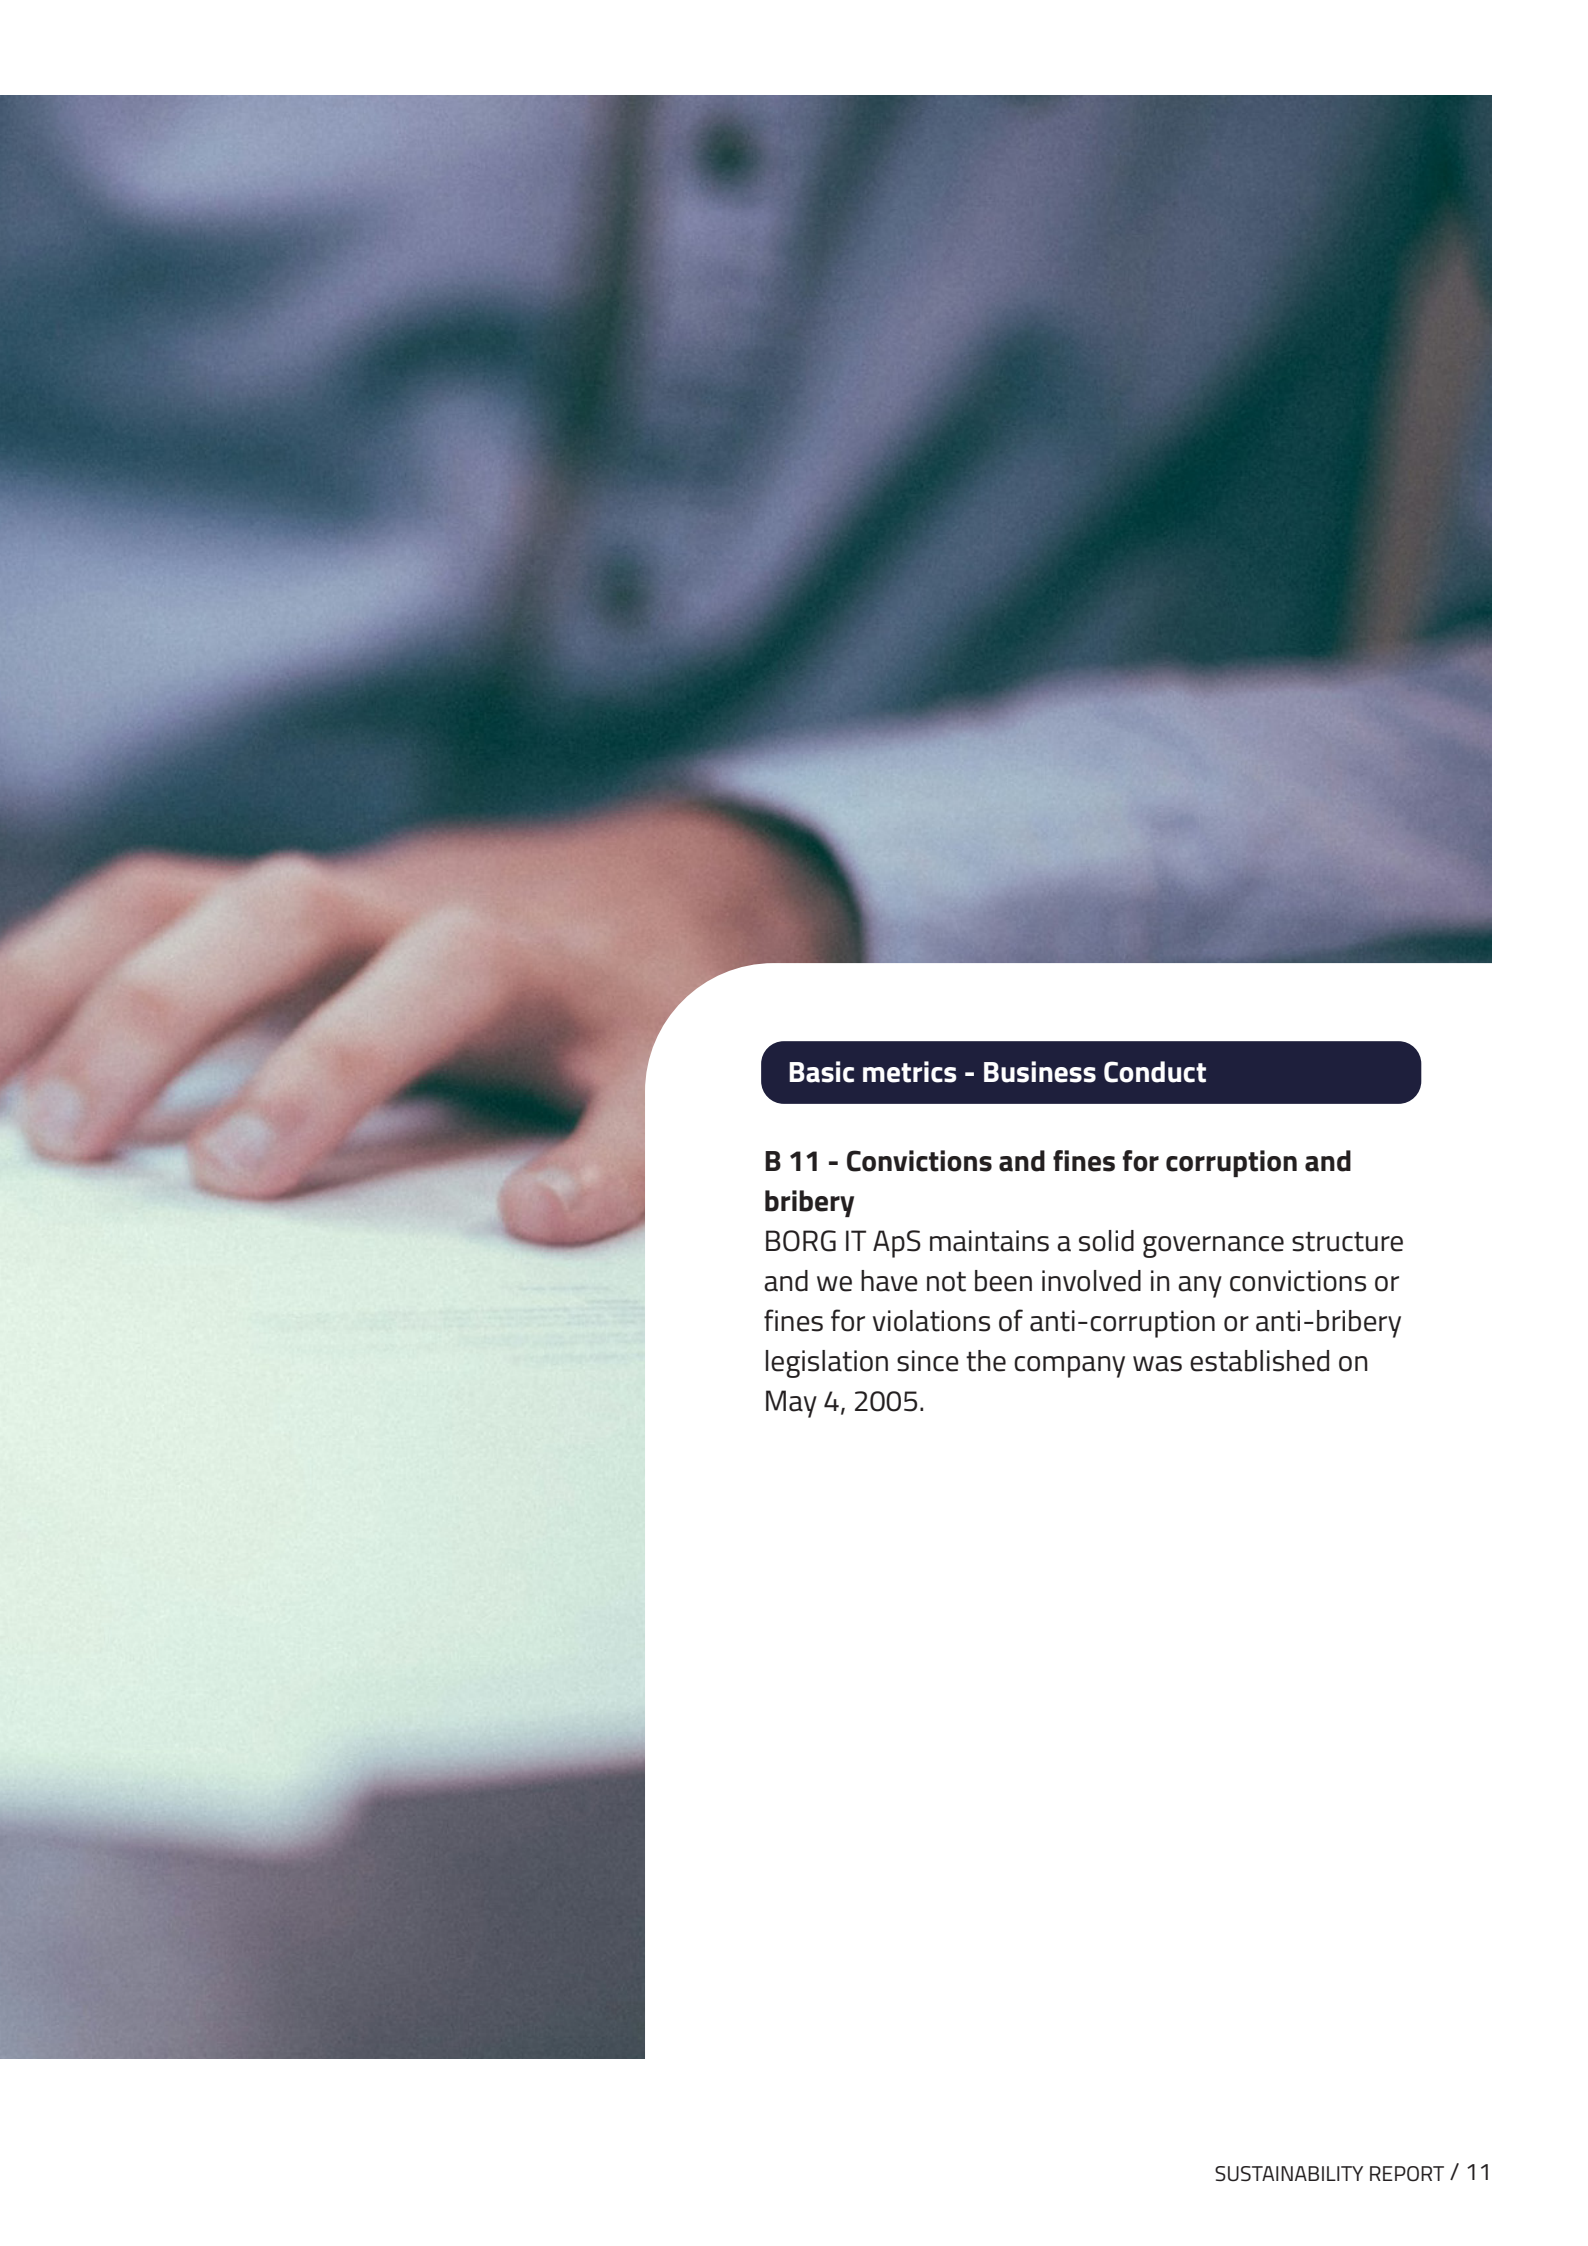 Basic metrics - Business Conduct
B 11 - Convictions and fines for corruption and
bribery
BORG IT ApS maintains a solid governance structure
and we have not been involved in any convictions or
fines for violations of anti-corruption or anti-bribery
legislation since the company was established on
May 4, 2005.
SUSTAINABILITY REPORT / 11